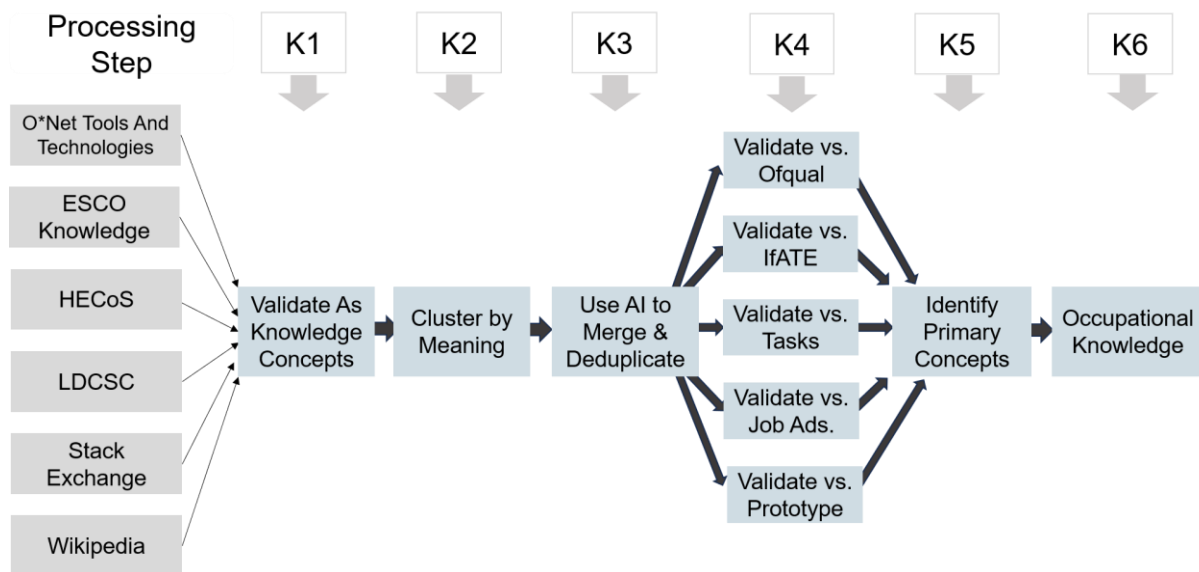 Processing
Step
K1
K2
K3
K4
K5
K6
O*Net Tools And
Technologies
ESCO
Knowledge
HECoS
LDCSC
Stack
Exchange
Wikipedia
Validate As
Knowledge
Concepts
Cluster by
Meaning
Use AI to
Merge &
Deduplicate
Validate vs.
Ofqual
Validate vs.
IfATE
Validate vs.
Tasks
Validate vs.
Job Ads.
Validate vs.
Prototype
Identify
Primary
Concepts
Occupational
Knowledge